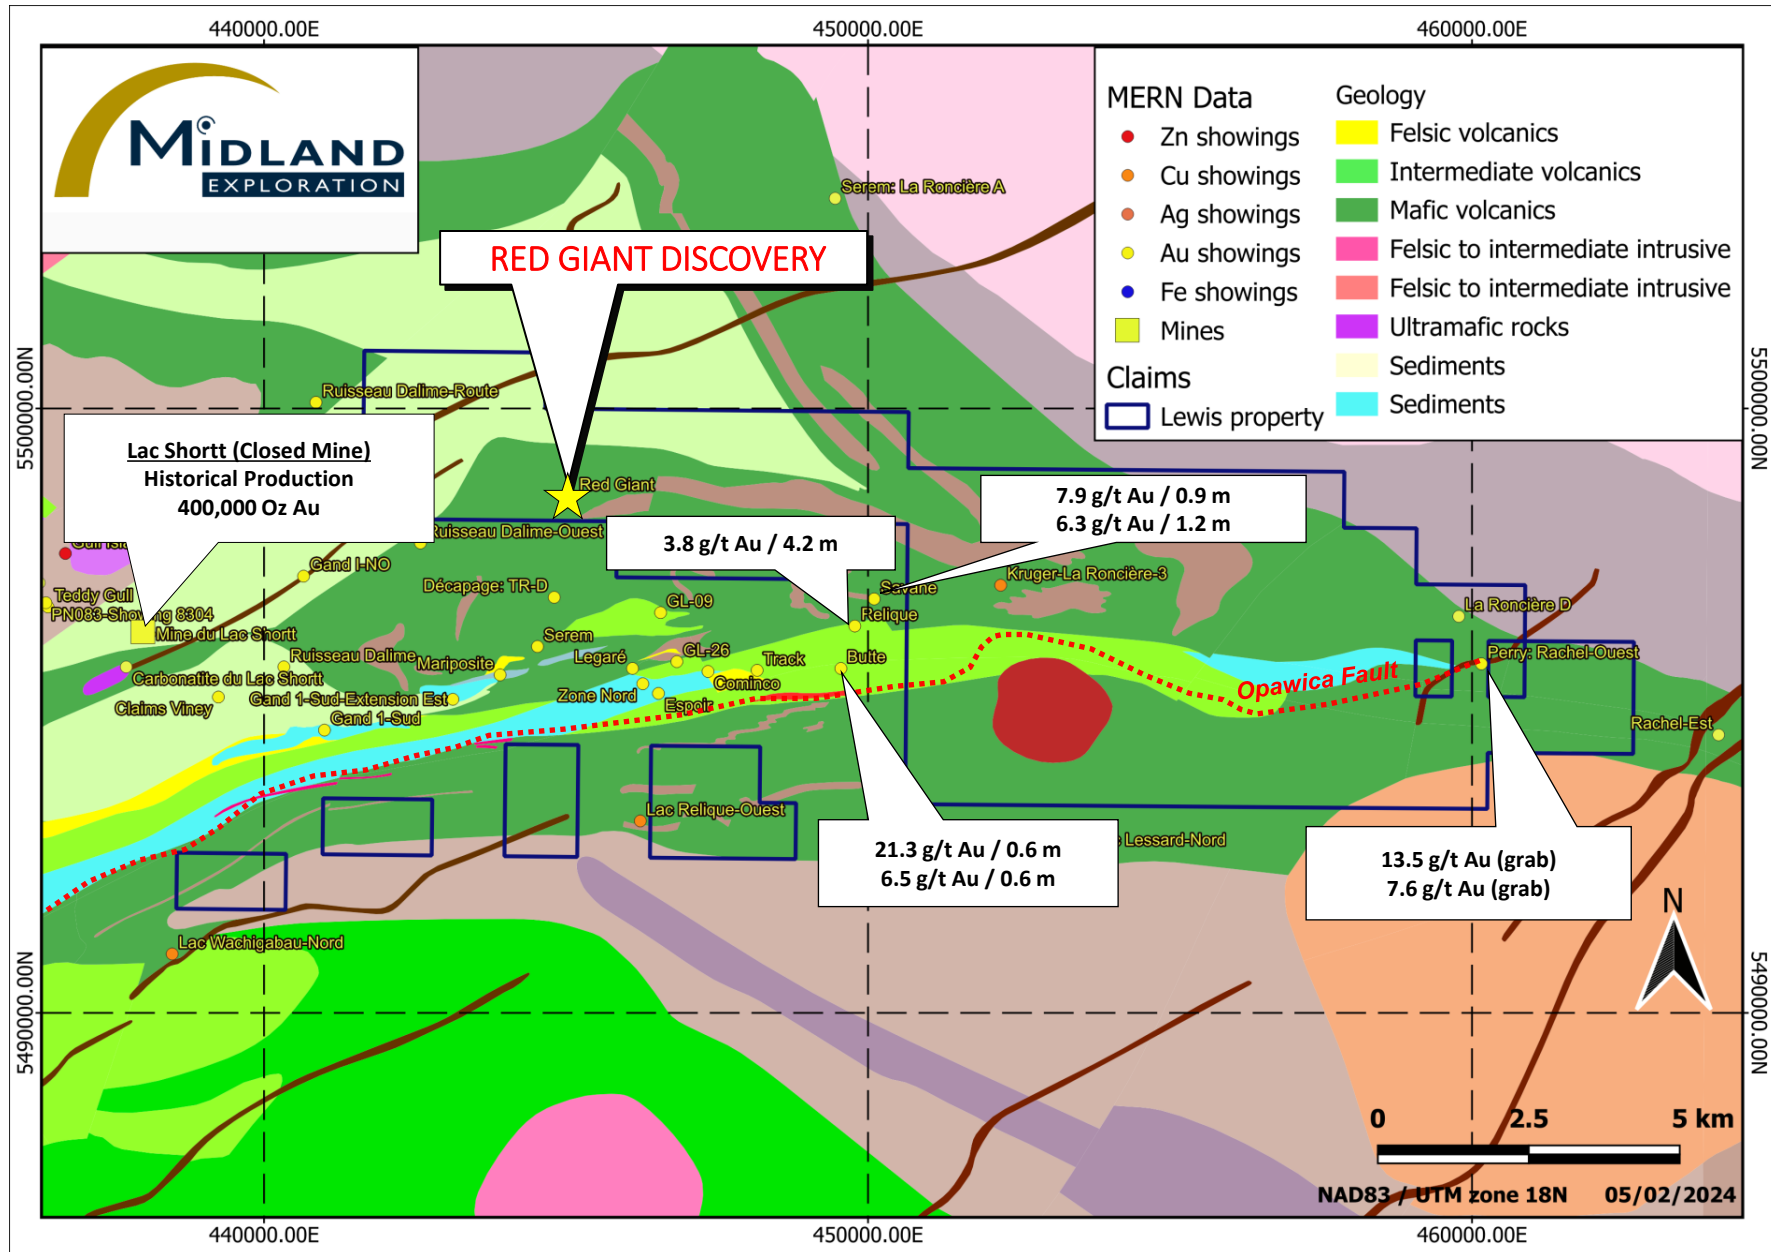 440000.00E
450000.00E
460000.00E
MIDLAND
EXPLORATION
MERN Data
Zn showings
Cu showings
Ag showings
Au showings
Fe showings
Mines
Claims
Lewis property
Geology
Felsic volcanics
Intermediate volcanics
Mafic volcanics
Felsic to intermediate intrusive
Felsic to intermediate intrusive
Ultramafic rocks
Sediments
Sediments
Serem: La Roncière A
RED GIANT DISCOVERY
5500000.00N
5500000.00N
Ruisseau Dalime-Route
Lac Shortt (Closed Mine)
Historical Production
400,000 Oz Au
Red Giant
7.9 g/t Au / 0.9 m
6.3 g/t Au / 1.2 m
Ruisseau Dalime-Ouest
3.8 g/t Au / 4.2 m
Gand I-NO
Décapage: TR-D
Kruger-La Roncière-3
Teddy Gull
PN083-Showing 8304
Savane
GL-09
Relique
La Roncière D
Mine du Lac Shortt
Serem
Ruisseau Dalime
Mariposite
Legaré
GL-26
Track
Butte
Perry: Rachel-Ouest
Carbonatite du Lac Shortt
Cominco
Opawica Fault
Claims Viney
Gand 1-Sud-Extension Est
Zone Nord
Espoir
Gand 1-Sud
Rachel-Est
Lac Relique-Ouest
Lessard-Nord
21.3 g/t Au / 0.6 m
6.5 g/t Au / 0.6 m
13.5 g/t Au (grab)
7.6 g/t Au (grab)
N
Lac Wachigabau-Nord
5490000.00N
5490000.00N
0 2.5 5 km
NAD83 / UTM zone 18N 05/02/2024
440000.00E
450000.00E
460000.00E